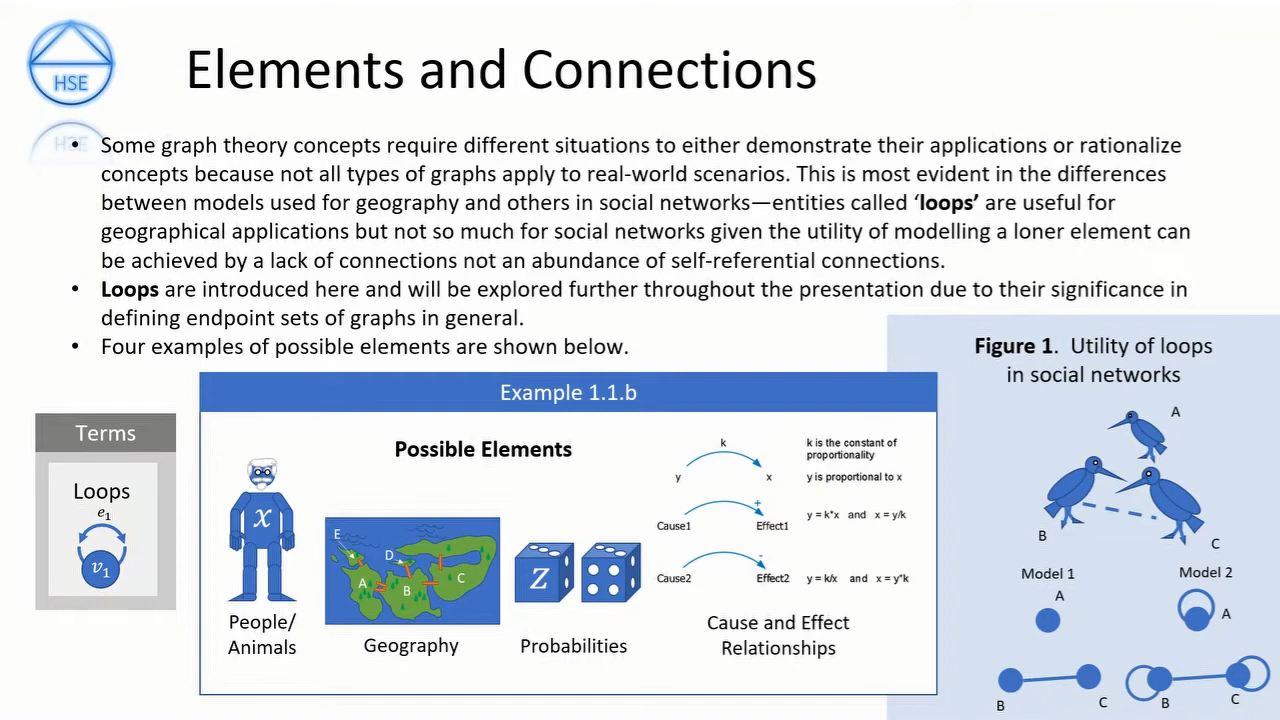 HSE
Elements and Connections
• Some graph theory concepts require different situations to either demonstrate their applications or rationalize
concepts because not all types of graphs apply to real-world scenarios. This is most evident in the differences
between models used for geography and others in social networks—entities called ‘loops’ are useful for
geographical applications but not so much for social networks given the utility of modelling a loner element can
be achieved by a lack of connections not an abundance of self-referential connections.
• Loops are introduced here and will be explored further throughout the presentation due to their significance in
defining endpoint sets of graphs in general.
• Four examples of possible elements are shown below.
Terms
Loops
e₁
v₁
Example 1.1.b
Possible Elements
x
People/
Animals
E
D
A
B
C
Geography
Z
Probabilities
k
y
x
k is the constant of
proportionality
y is proportional to x
+
Cause1
Effect1
y = k*x and x = y/k
-
Cause2
Effect2
y = k/x and x = y*k
Cause and Effect
Relationships
Figure 1. Utility of loops
in social networks
A
B
C
Model 1
A
B
C
Model 2
A
B
C